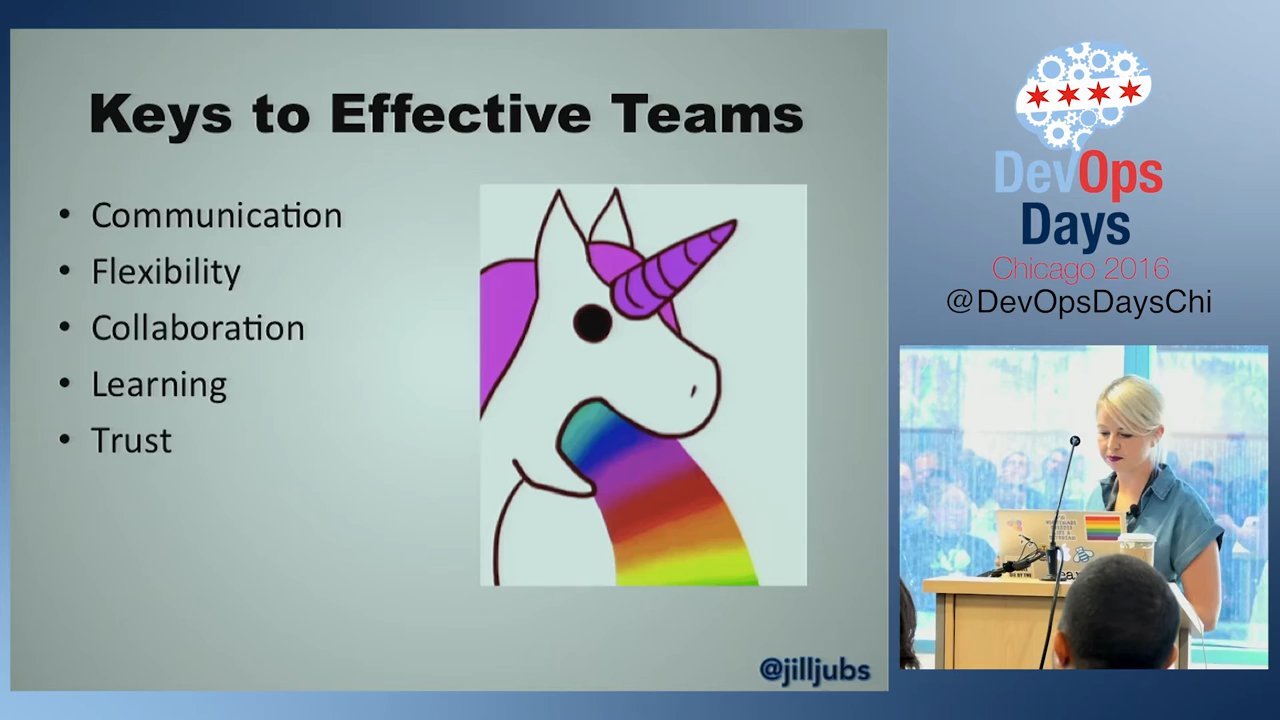 Keys to Effective Teams
• Communication
• Flexibility
• Collaboration
• Learning
• Trust
@jilljubs
DevOps
Days
Chicago 2016
@DevOpsDaysChi